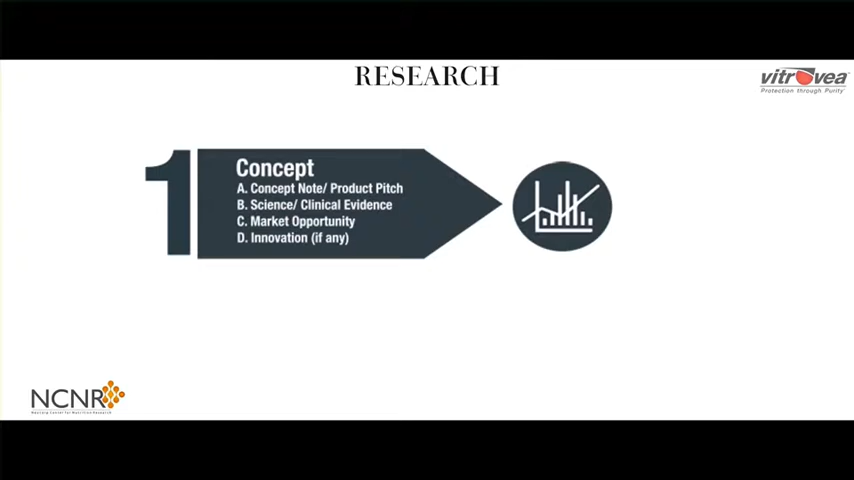 RESEARCH
vitrovea
Protection through Purity
1
Concept
A. Concept Note/ Product Pitch
B. Science/ Clinical Evidence
C. Market Opportunity
D. Innovation (if any)
NCNR